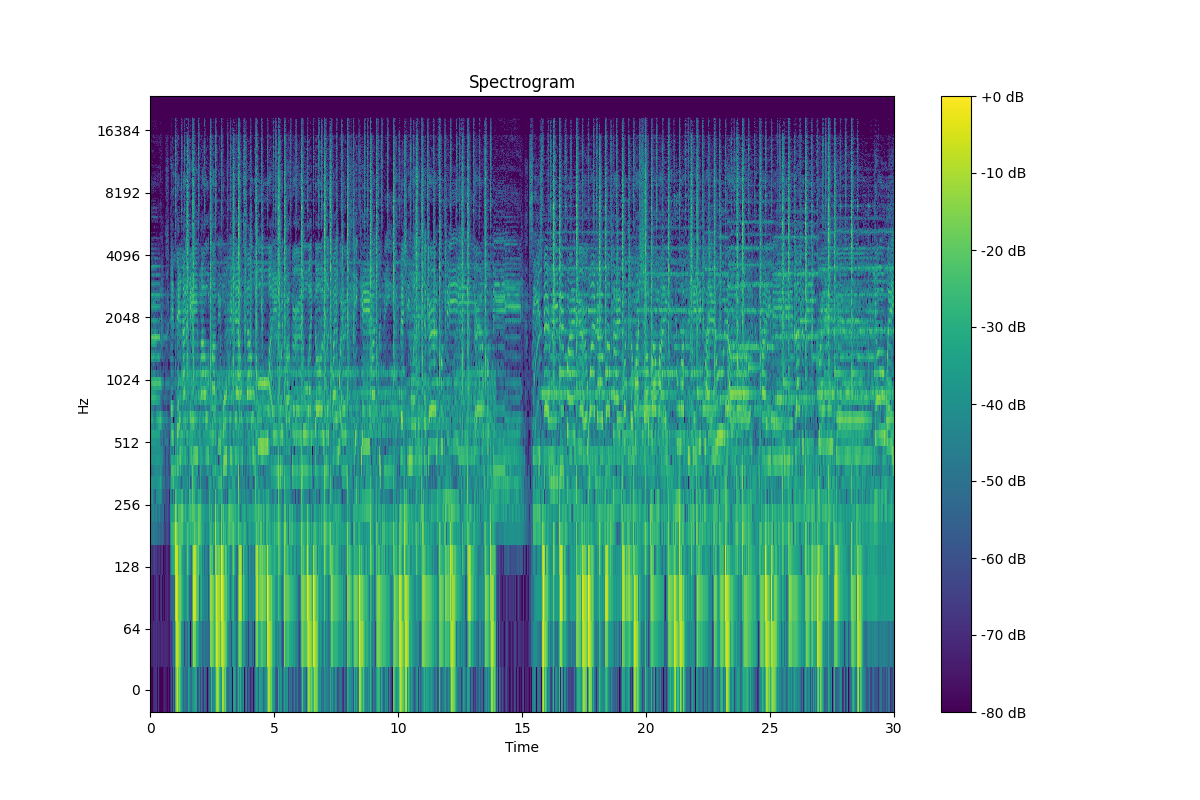 Spectrogram
Hz
16384
8192
4096
2048
1024
512
256
128
64
0
0 5 10 15 20 25 30
Time
+0 dB
-10 dB
-20 dB
-30 dB
-40 dB
-50 dB
-60 dB
-70 dB
-80 dB